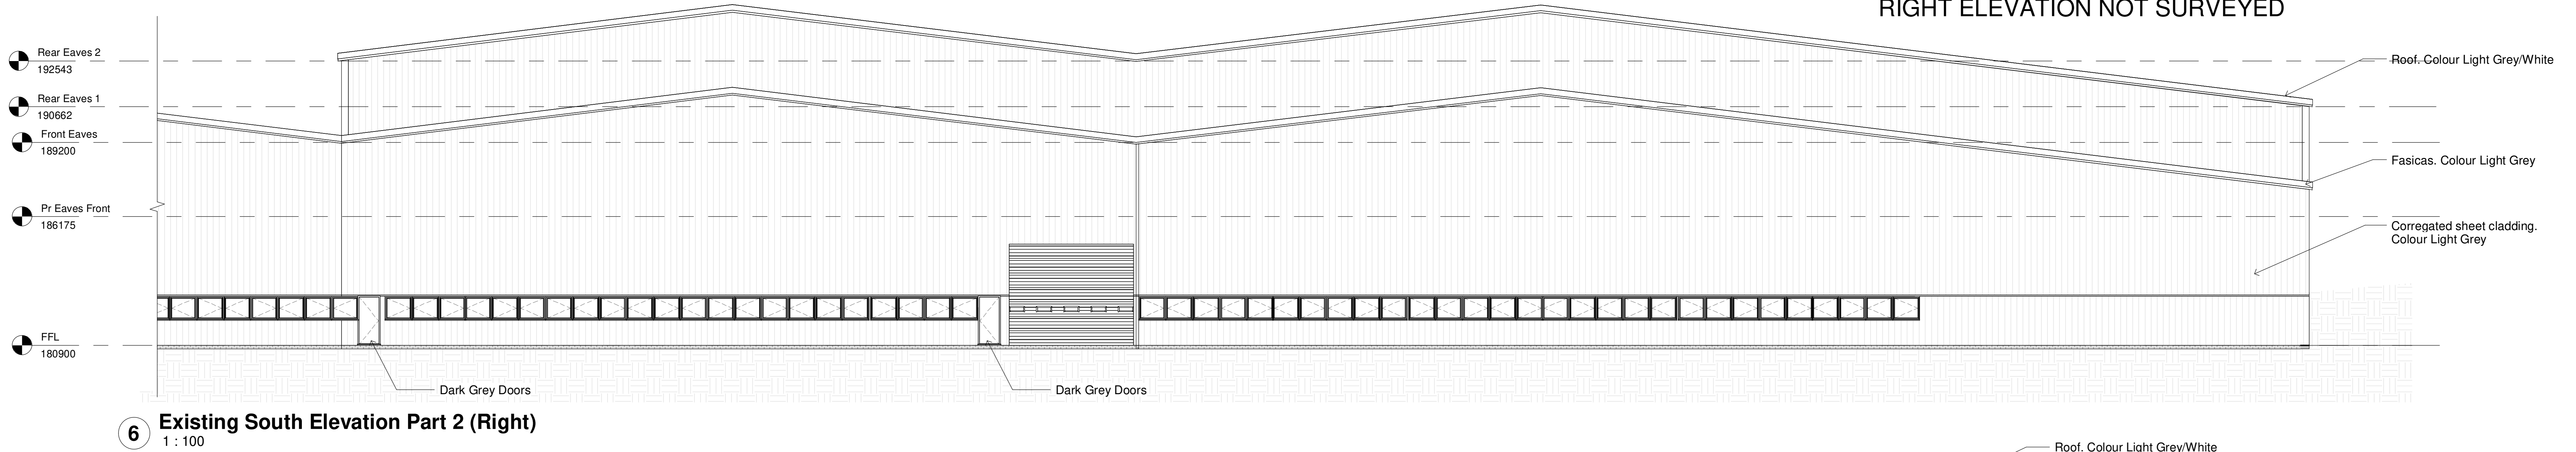 RIGHT ELEVATION NOT SURVEYED
Rear Eaves 2
192543
Roof. Colour Light Grey/White
Rear Eaves 1
190662
Front Eaves
189200
Fasicas. Colour Light Grey
Pr Eaves Front
186175
Corregated sheet cladding.
Colour Light Grey
FFL
180900
Dark Grey Doors
Dark Grey Doors
6
Existing South Elevation Part 2 (Right)
1 : 100
Roof. Colour Light Grey/White